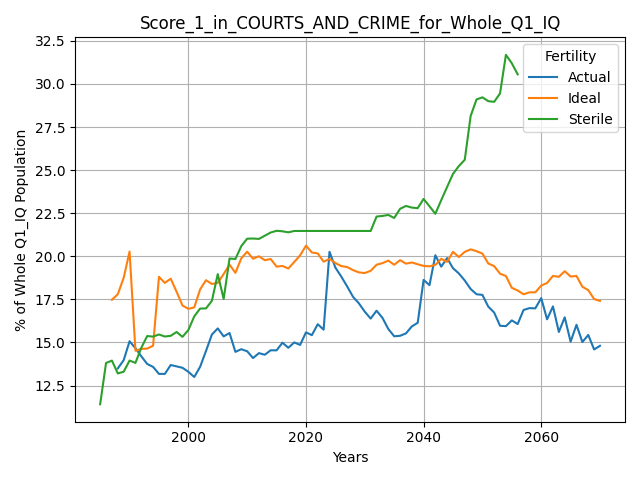 Score_1_in_COURTS_AND_CRIME_for_Whole_Q1_IQ
% of Whole Q1_IQ Population
32.5
30.0
27.5
25.0
22.5
20.0
17.5
15.0
12.5
Fertility
Actual
Ideal
Sterile
2000
2020
2040
2060
Years